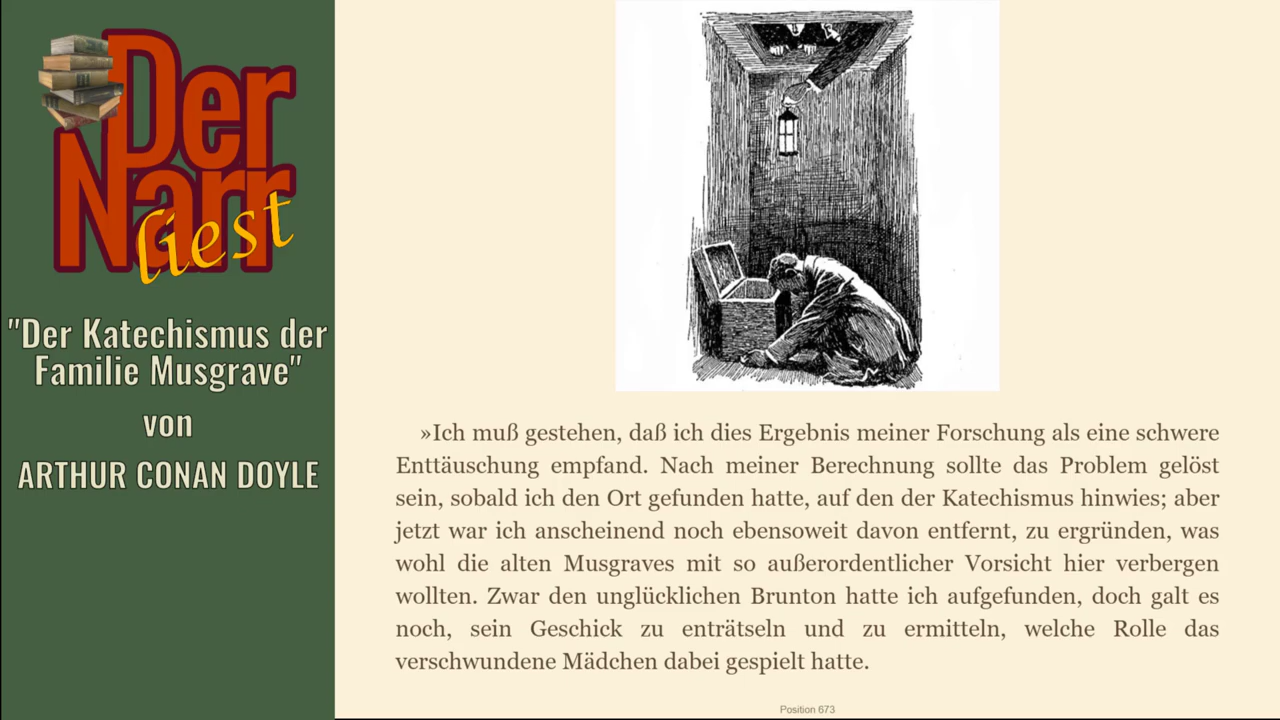 Der
Narr
liest
"Der Katechismus der
Familie Musgrave"
von
ARTHUR CONAN DOYLE
»Ich muß gestehen, daß ich dies Ergebnis meiner Forschung als eine schwere
Enttäuschung empfand. Nach meiner Berechnung sollte das Problem gelöst
sein, sobald ich den Ort gefunden hatte, auf den der Katechismus hinwies; aber
jetzt war ich anscheinend noch ebensoweit davon entfernt, zu ergründen, was
wohl die alten Musgraves mit so außerordentlicher Vorsicht hier verbergen
wollten. Zwar den unglücklichen Brunton hatte ich aufgefunden, doch galt es
noch, sein Geschick zu enträtseln und zu ermitteln, welche Rolle das
verschwundene Mädchen dabei gespielt hatte.
Position 673